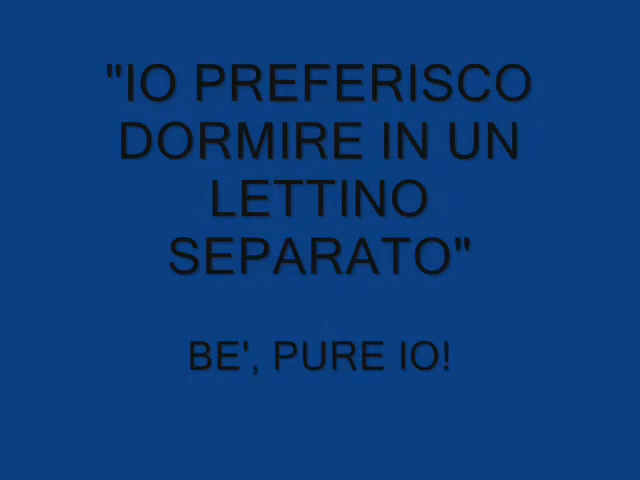 "IO PREFERISCO
DORMIRE IN UN
LETTINO
SEPARATO"
BE', PURE IO!